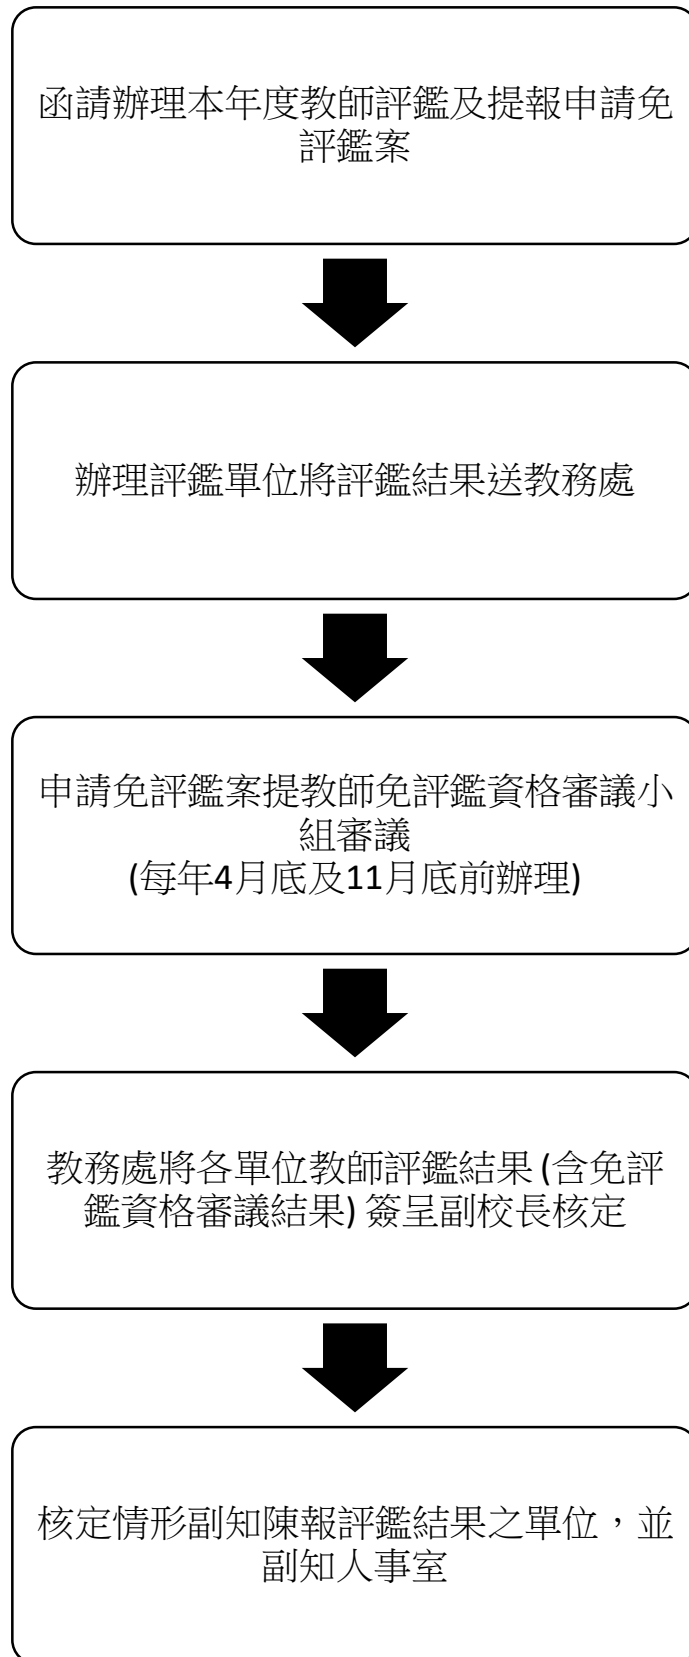 函請辦理本年度教師評鑑及提報申請免
評鑑案
辦理評鑑單位將評鑑結果送教務處
申請免評鑑案提教師免評鑑資格審議小
組審議
(每年4月底及11月底前辦理)
教務處將各單位教師評鑑結果 (含免評
鑑資格審議結果) 簽呈副校長核定
核定情形副知陳報評鑑結果之單位，並
副知人事室